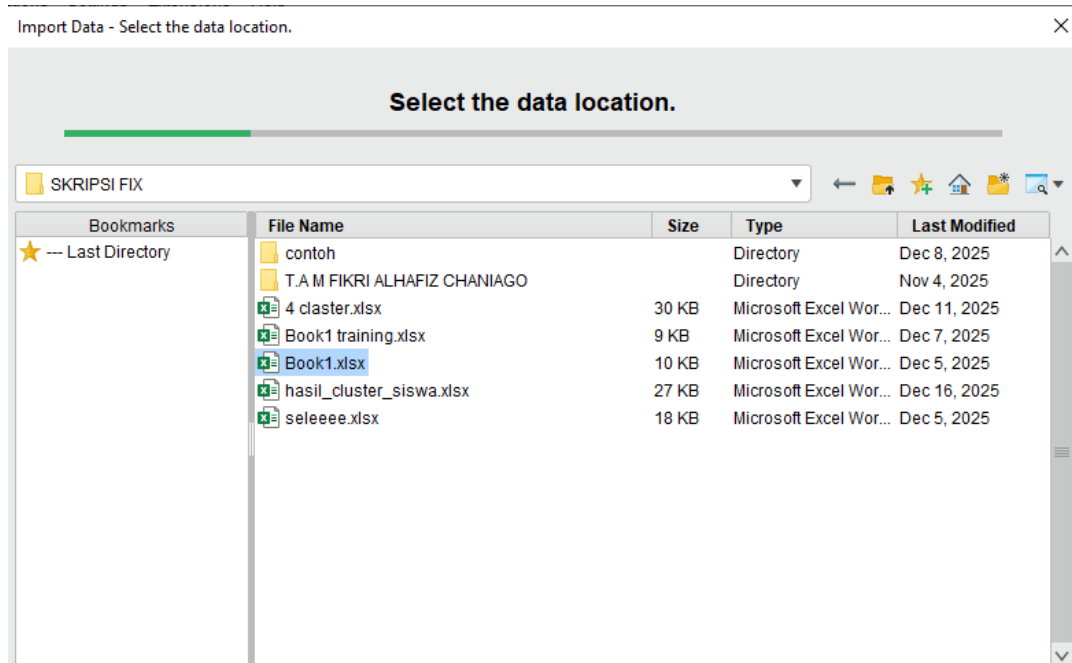 Import Data - Select the data location.
Select the data location.
SKRIPSI FIX
Bookmarks File Name Size Type Last Modified
--- Last Directory contoh Directory Dec 8, 2025
T.A M FIKRI ALHAFIZ CHANIAGO Directory Nov 4, 2025
4 claster.xlsx 30 KB Microsoft Excel Wor... Dec 11, 2025
Book1 training.xlsx 9 KB Microsoft Excel Wor... Dec 7, 2025
Book1.xlsx 10 KB Microsoft Excel Wor... Dec 5, 2025
hasil_cluster_siswa.xlsx 27 KB Microsoft Excel Wor... Dec 16, 2025
seleeee.xlsx 18 KB Microsoft Excel Wor... Dec 5, 2025